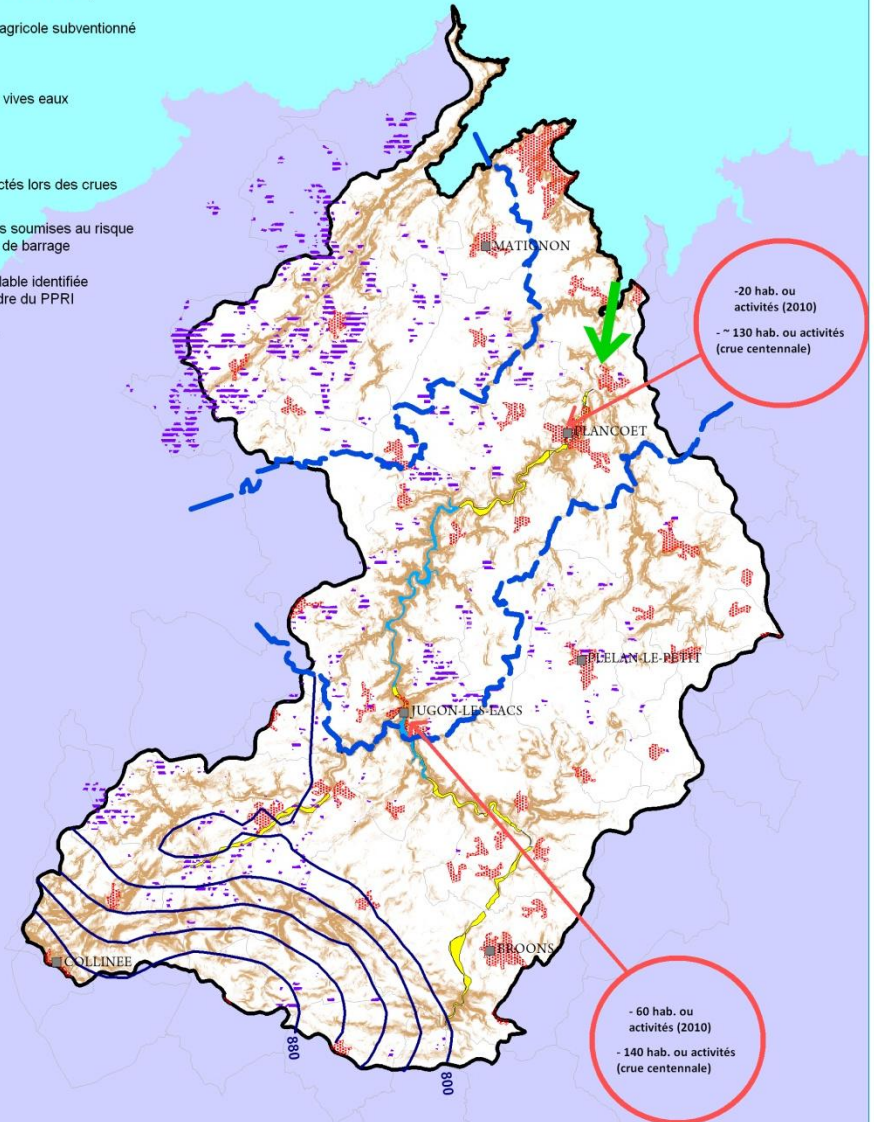 agricole subventionné
vives eaux
ctés lors des crues
s soumises au risque
de barrage
dable identifiée
dre du PPRI
MATIGNON
-20 hab. ou
activités (2010)
- ~ 130 hab. ou activités
(crue centennale)
PLANCOET
PLELAN-LE-PETIT
JUGON-LES-LACS
BROONS
COLLINEE
- 60 hab. ou
activités (2010)
- 140 hab. ou activités
(crue centennale)
880
800